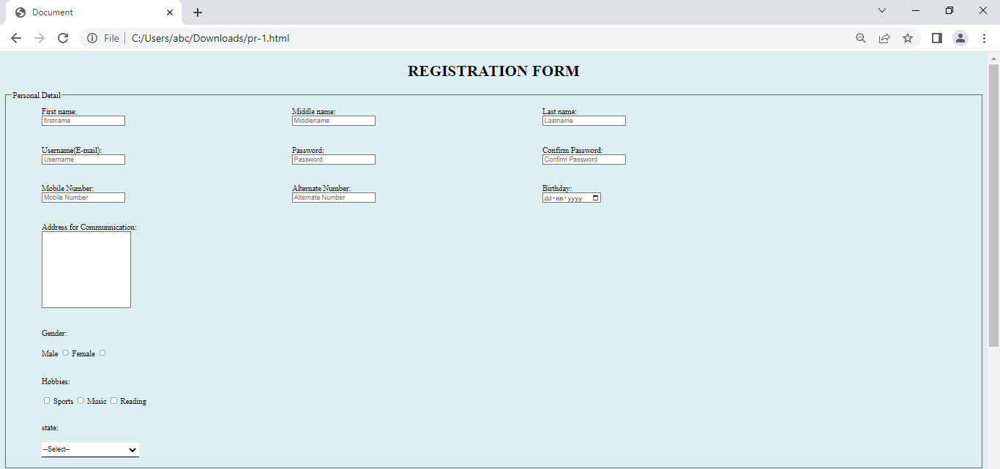 Document
File C:/Users/abc/Downloads/pr-1.html
REGISTRATION FORM
Personal Detail
First name: Middle name: Last name:
firstname Middlename Lastname
Username(E-mail): Password: Confirm Password:
Username Password Confirm Password
Mobile Number: Alternate Number: Birthday:
Mobile Number Alternate Number dd-mm-yyyy
Address for Communnication:
Gender:
Male Female
Hobbies:
Sports Music Reading
state:
--Select--